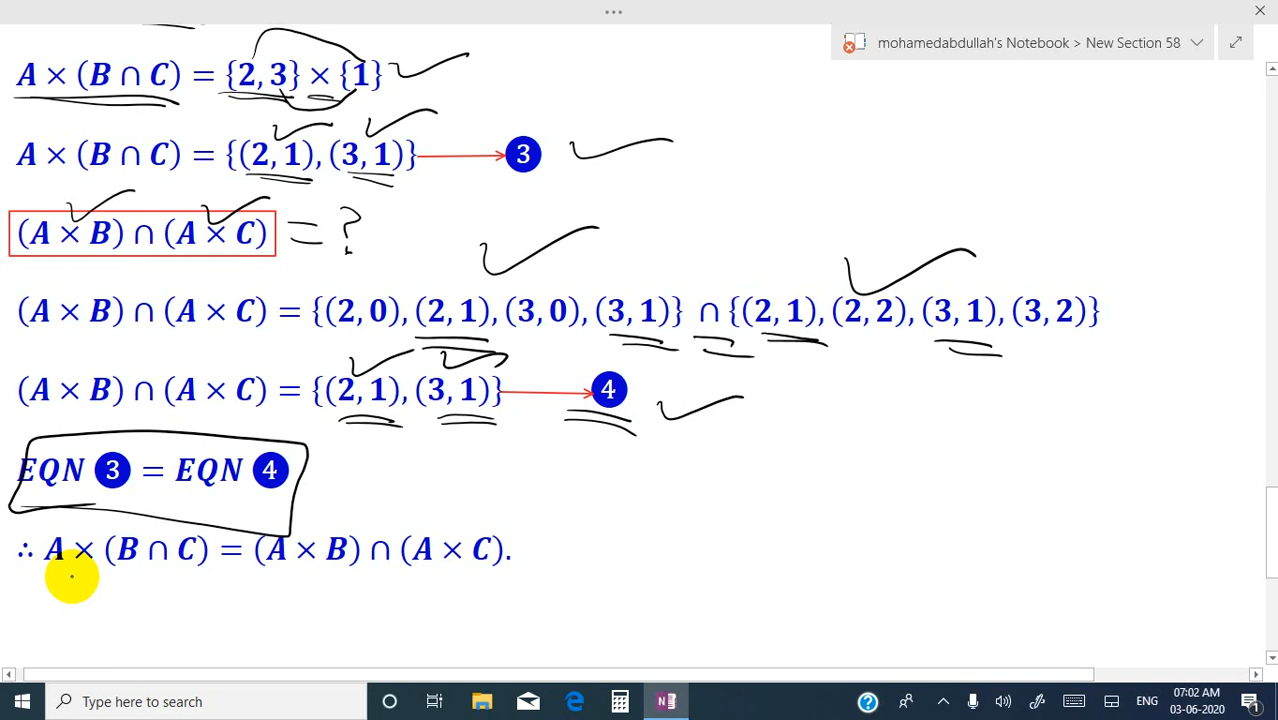 mohamedabdullah's Notebook > New Section 58
A × (B ∩ C) = {2, 3} × {1}
A × (B ∩ C) = {(2, 1), (3, 1)} → 3
(A × B) ∩ (A × C) = ?
(A × B) ∩ (A × C) = {(2, 0), (2, 1), (3, 0), (3, 1)} ∩ {(2, 1), (2, 2), (3, 1), (3, 2)}
(A × B) ∩ (A × C) = {(2, 1), (3, 1)} → 4
EQN 3 = EQN 4
∴ A × (B ∩ C) = (A × B) ∩ (A × C).
Type here to search
ENG
07:02 AM
03-06-2020
1